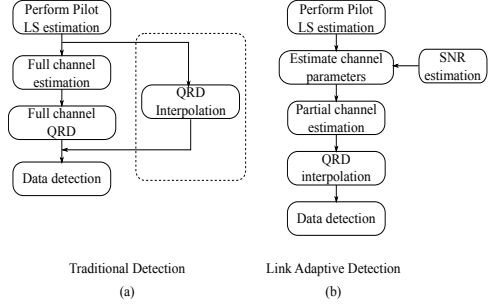 Perform Pilot
LS estimation
Full channel
estimation
Full channel
QRD
Data detection
QRD
Interpolation
Traditional Detection
(a)
Perform Pilot
LS estimation
Estimate channel
parameters
SNR
estimation
Partial channel
estimation
QRD
interpolation
Data detection
Link Adaptive Detection
(b)